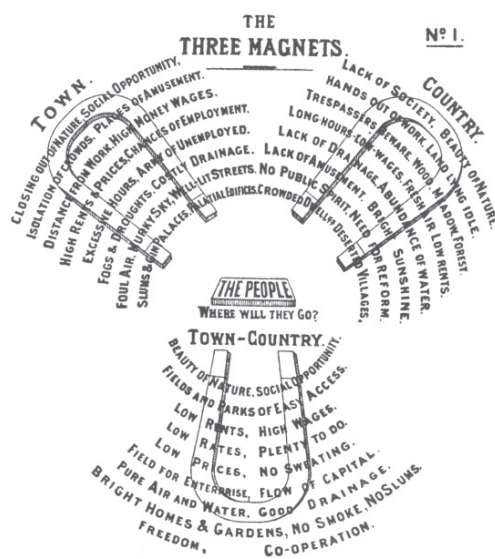 THE
THREE MAGNETS.
Nº 1.
TOWN.
CLOSING OUT OF NATURE, SOCIAL OPPORTUNITY,
ISOLATION OF CROWDS, PLACES OF AMUSEMENT.
DISTANCE FROM WORK. HIGH MONEY WAGES.
HIGH RENTS & PRICES. CHANCES OF EMPLOYMENT.
EXCESSIVE HOURS, ARMY OF UNEMPLOYED.
FOGS & DROUGHTS, COSTLY DRAINAGE.
FOUL AIR, MURKY SKY, WELL-LIT STREETS.
SLUMS & GIN PALACES, PALATIAL EDIFICES.
COUNTRY.
LACK OF SOCIETY, BEAUTY OF NATURE.
HANDS OUT OF WORK, LAND LYING IDLE.
TRESPASSERS BEWARE. WOOD, MEADOW, FOREST.
LONG-HOURS-LOW WAGES, FRESH AIR LOW RENTS.
LACK OF DRAINAGE, ABUNDANCE OF WATER.
LACK OF AMUSEMENT. BRIGHT SUNSHINE.
NO PUBLIC SPIRIT. NEED FOR REFORM.
CROWDED DWELLGS DESERTED VILLAGES,
THE PEOPLE
WHERE WILL THEY GO?
TOWN-COUNTRY.
BEAUTY OF NATURE, SOCIAL OPPORTUNITY.
FIELDS AND PARKS OF EASY ACCESS.
LOW RENTS, HIGH WAGES.
LOW RATES, PLENTY TO DO.
LOW PRICES, NO SWEATING.
FIELD FOR ENTERPRISE, FLOW OF CAPITAL.
PURE AIR AND WATER, GOOD DRAINAGE.
BRIGHT HOMES & GARDENS, NO SMOKE, NO SLUMS.
FREEDOM, CO-OPERATION.